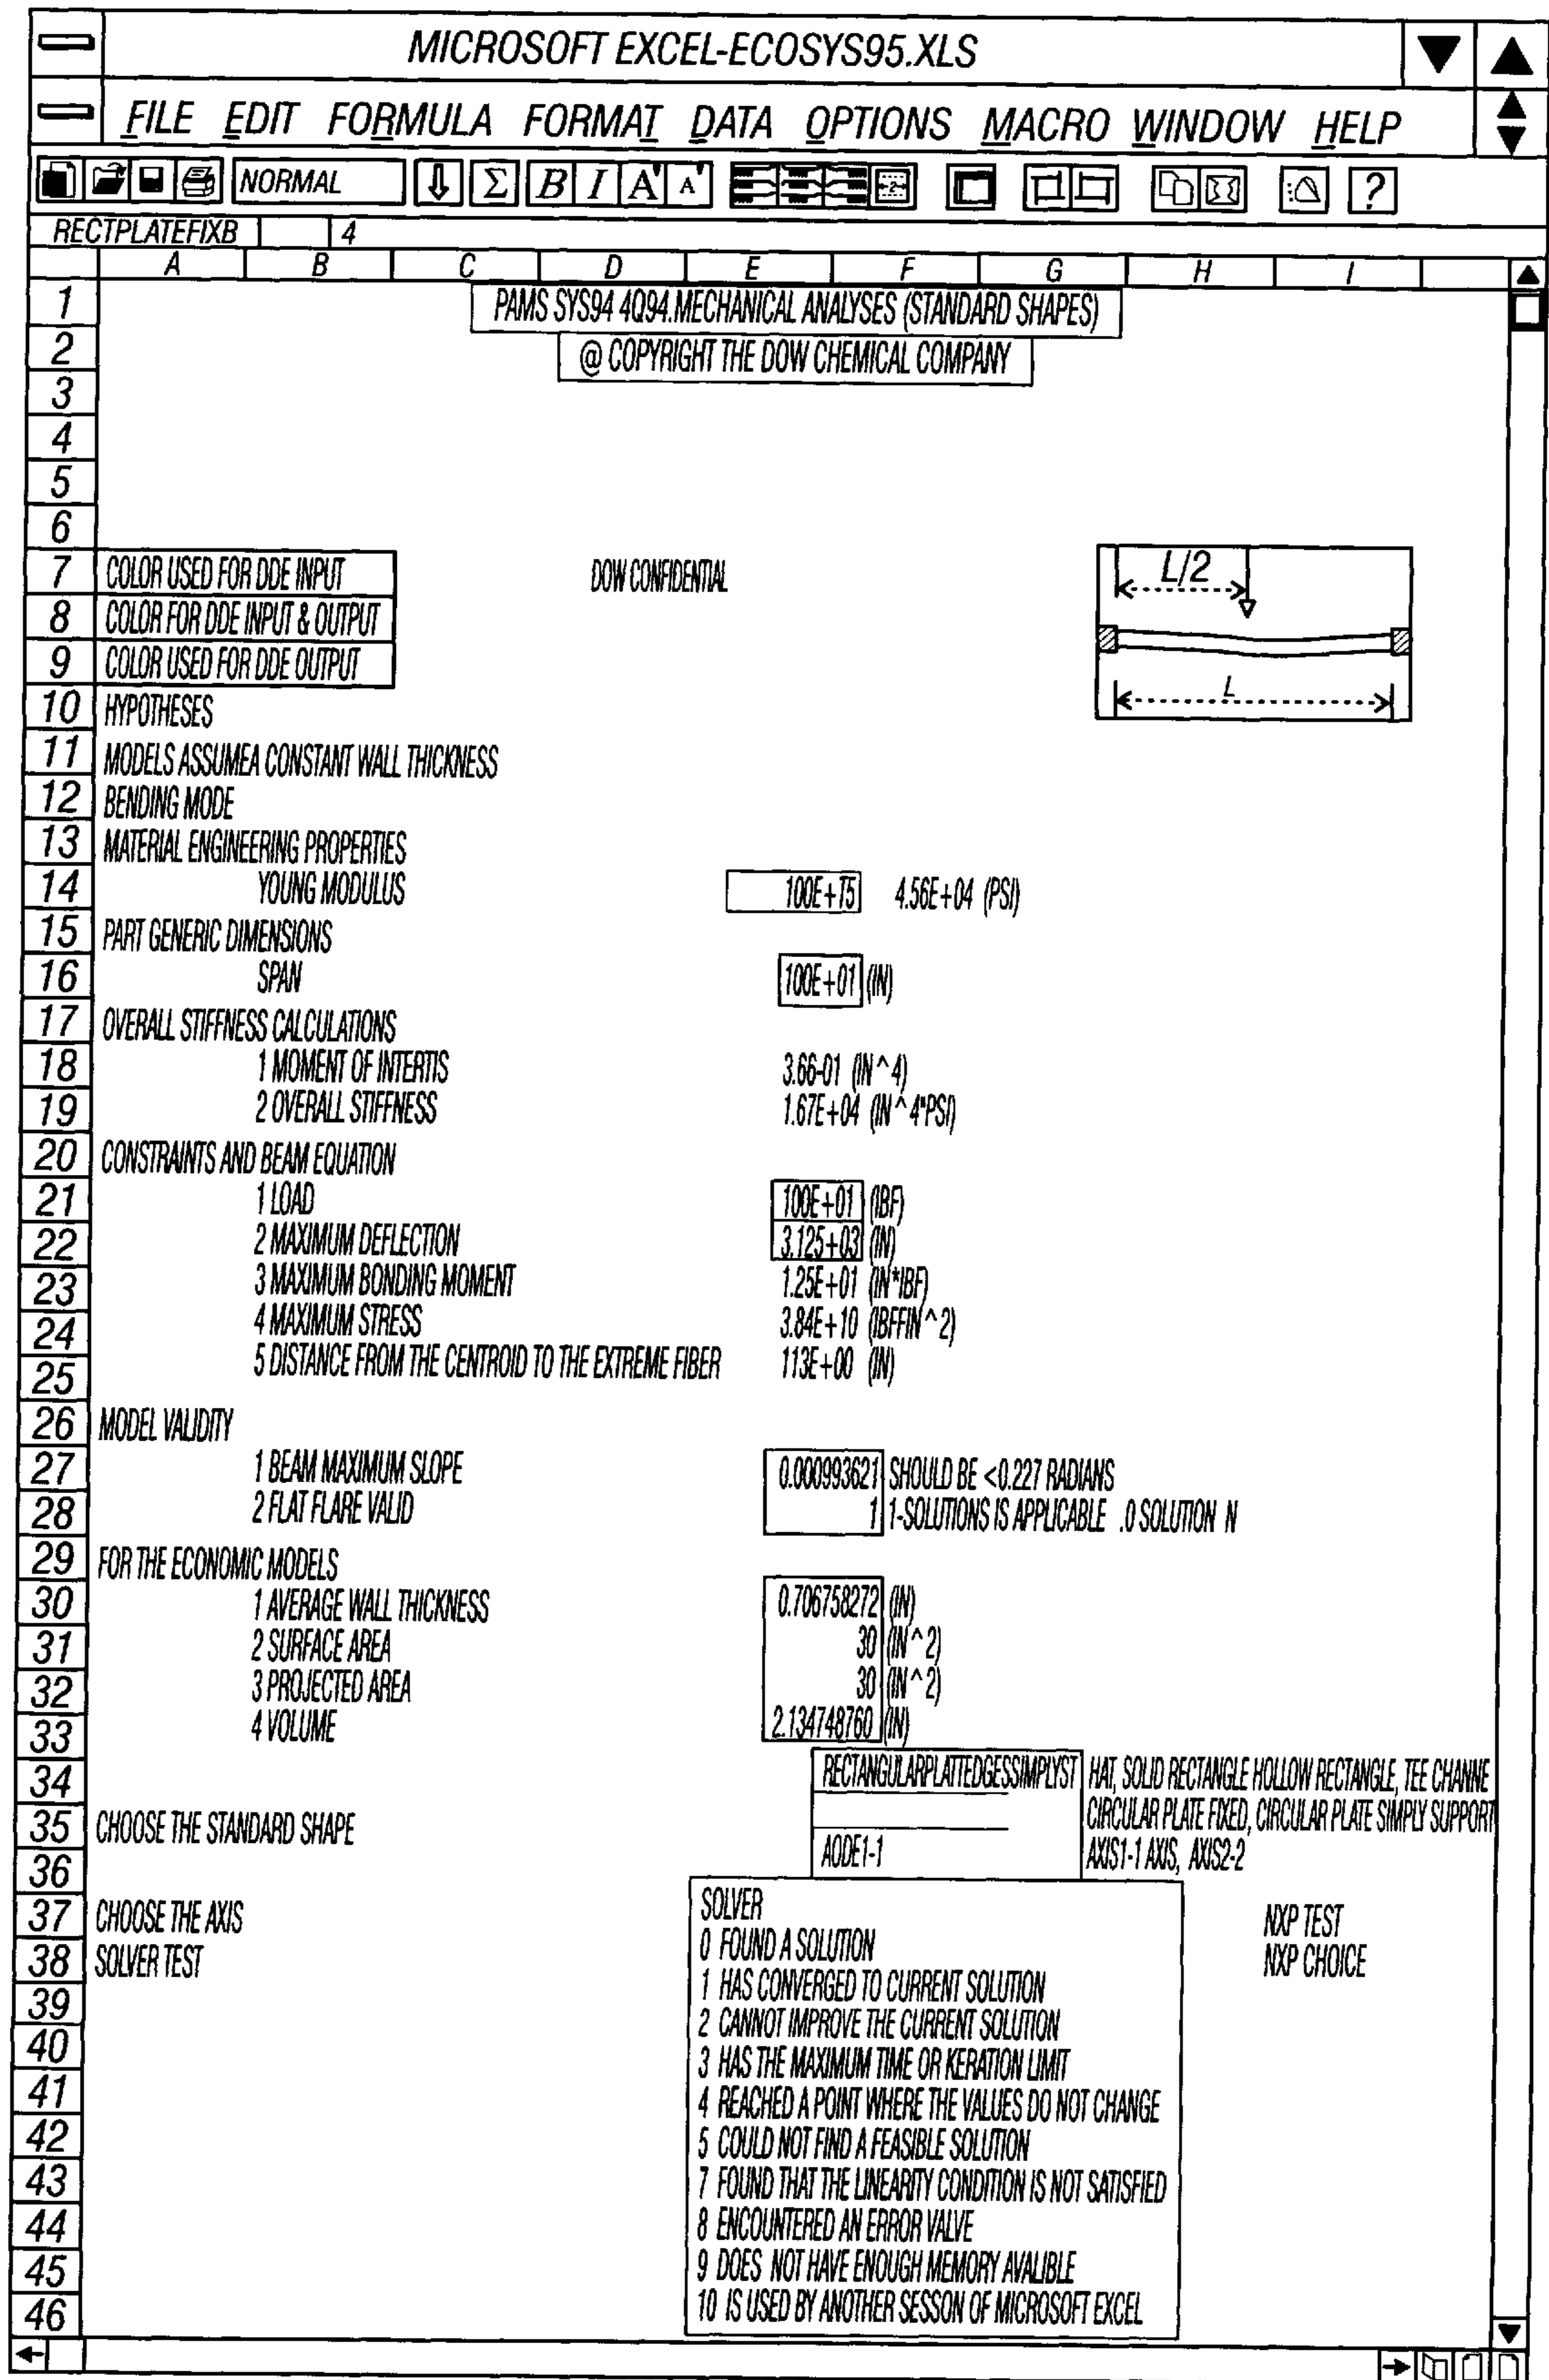 MICROSOFT EXCEL-ECOSYS95.XLS
FILE EDIT FORMULA FORMAT DATA OPTIONS MACRO WINDOW HELP
NORMAL Σ B I A A ?
RECTPLATEFIXB 4
A B C D E F G H I
1 PAMS SYS94 4Q94.MECHANICAL ANALYSES (STANDARD SHAPES)
2 @ COPYRIGHT THE DOW CHEMICAL COMPANY
3
4
5
6
7 COLOR USED FOR DDE INPUT DOW CONFIDENTIAL L/2
8 COLOR FOR DDE INPUT & OUTPUT
9 COLOR USED FOR DDE OUTPUT
10 HYPOTHESES L
11 MODELS ASSUMEA CONSTANT WALL THICKNESS
12 BENDING MODE
13 MATERIAL ENGINEERING PROPERTIES
14 YOUNG MODULUS 100E+T5 4.56E+04 (PSI)
15 PART GENERIC DIMENSIONS
16 SPAN 100E+01 (IN)
17 OVERALL STIFFNESS CALCULATIONS
18 1 MOMENT OF INTERTIS 3.66-01 (IN^4)
19 2 OVERALL STIFFNESS 1.67E+04 (IN^4*PSI)
20 CONSTRAINTS AND BEAM EQUATION
21 1 LOAD 100E+01 (IBF)
22 2 MAXIMUM DEFLECTION 3.125+03 (IN)
23 3 MAXIMUM BONDING MOMENT 1.25E+01 (IN*IBF)
24 4 MAXIMUM STRESS 3.84E+10 (IBFFIN^2)
25 5 DISTANCE FROM THE CENTROID TO THE EXTREME FIBER 113E+00 (IN)
26 MODEL VALIDITY
27 1 BEAM MAXIMUM SLOPE 0.000993621 SHOULD BE <0.227 RADIANS
28 2 FLAT FLARE VALID 1 1-SOLUTIONS IS APPLICABLE .0 SOLUTION N
29 FOR THE ECONOMIC MODELS
30 1 AVERAGE WALL THICKNESS 0.706758272 (IN)
31 2 SURFACE AREA 30 (IN^2)
32 3 PROJECTED AREA 30 (IN^2)
33 4 VOLUME 2.134748760 (IN)
34 RECTANGULARPLATTEDGESSIMPLYST HAT, SOLID RECTANGLE HOLLOW RECTANGLE, TEE CHANNE
35 CHOOSE THE STANDARD SHAPE CIRCULAR PLATE FIXED, CIRCULAR PLATE SIMPLY SUPPORT
36 AODE1-1 AXIS1-1 AXIS, AXIS2-2
37 CHOOSE THE AXIS SOLVER NXP TEST
38 SOLVER TEST 0 FOUND A SOLUTION NXP CHOICE
39 1 HAS CONVERGED TO CURRENT SOLUTION
40 2 CANNOT IMPROVE THE CURRENT SOLUTION
41 3 HAS THE MAXIMUM TIME OR KERATION LIMIT
4 REACHED A POINT WHERE THE VALUES DO NOT CHANGE
42 5 COULD NOT FIND A FEASIBLE SOLUTION
43 7 FOUND THAT THE LINEARITY CONDITION IS NOT SATISFIED
44 8 ENCOUNTERED AN ERROR VALVE
45 9 DOES NOT HAVE ENOUGH MEMORY AVALIBLE
46 10 IS USED BY ANOTHER SESSON OF MICROSOFT EXCEL